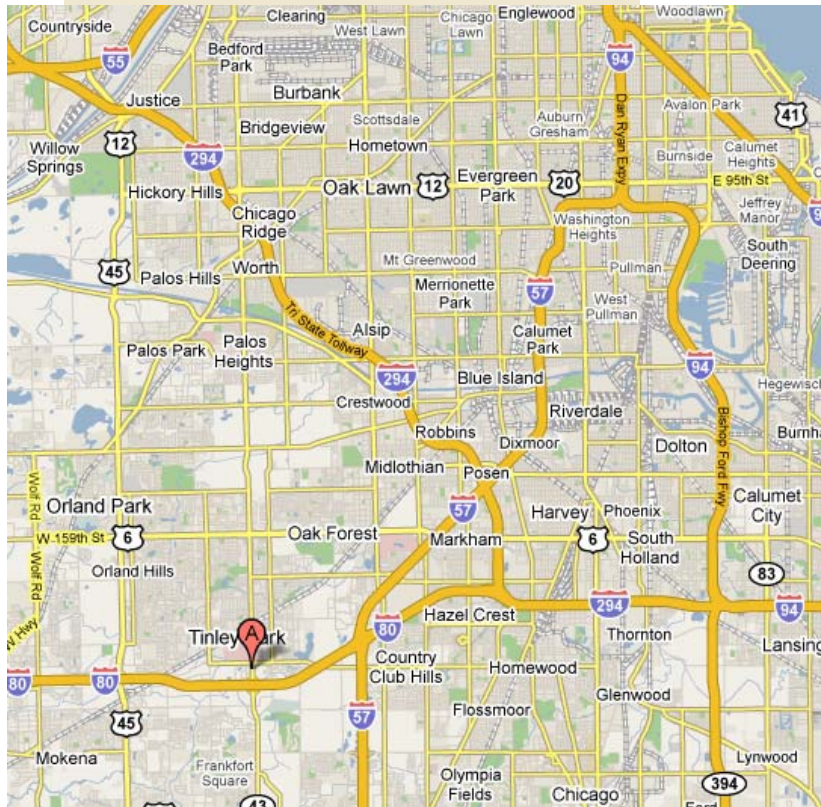 Countryside
Clearing
West Lawn
Chicago
Lawn
Englewood
Woodlawn
55
Bedford
Park
94
Justice
Burbank
Scottsdale
Auburn
Gresham
Dan Ryan Expy
Avalon Park
41
Willow
Springs
12
Bridgeview
Hometown
Burnside
Calumet
Heights
294
Hickory Hills
Oak Lawn
12
Evergreen
Park
20
E 95th St
Chicago
Ridge
Washington
Heights
Jeffrey
Manor
45
Palos Hills
Worth
Mt Greenwood
Merrionette
Park
57
Pullman
South
Deering
West
Pullman
Tri State Tollway
Alsip
Calumet
Park
Palos Park
Palos
Heights
294
Blue Island
94
Hegewisch
Crestwood
Riverdale
Bishop Ford Fwy
Robbins
Dixmoor
Dolton
Burnha
Midlothian
Posen
Wolf Rd
Orland Park
57
Harvey
Phoenix
Calumet
City
W 159th St
6
Oak Forest
Markham
6
South
Holland
Orland Hills
Wolf Rd
83
W Hwy
Hazel Crest
294
94
Tinley Park
A
80
Thornton
Lansing
Country
Club Hills
Homewood
80
80
Glenwood
45
57
Flossmoor
Mokena
Frankfort
Square
Lynwood
Olympia
Fields
394
43
Chicago
Ford